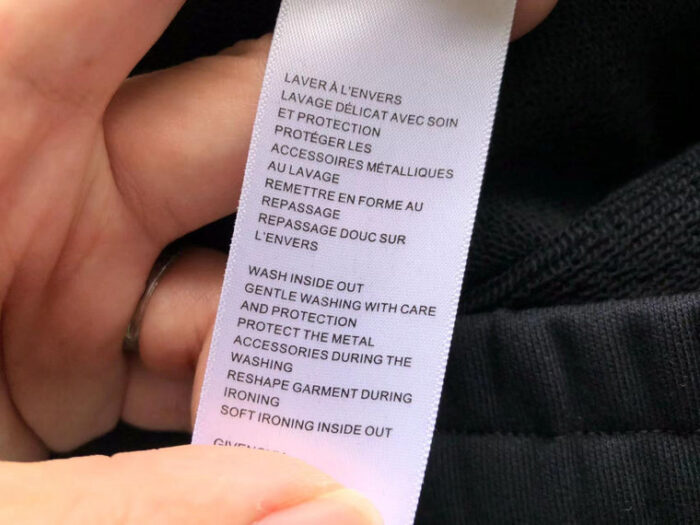 LAVER À L'ENVERS
LAVAGE DÉLICAT AVEC SOIN
ET PROTECTION
PROTÉGER LES
ACCESSOIRES MÉTALLIQUES
AU LAVAGE
REMETTRE EN FORME AU
REPASSAGE
REPASSAGE DOUC SUR
L'ENVERS
WASH INSIDE OUT
GENTLE WASHING WITH CARE
AND PROTECTION
PROTECT THE METAL
ACCESSORIES DURING THE
WASHING
RESHAPE GARMENT DURING
IRONING
SOFT IRONING INSIDE OUT